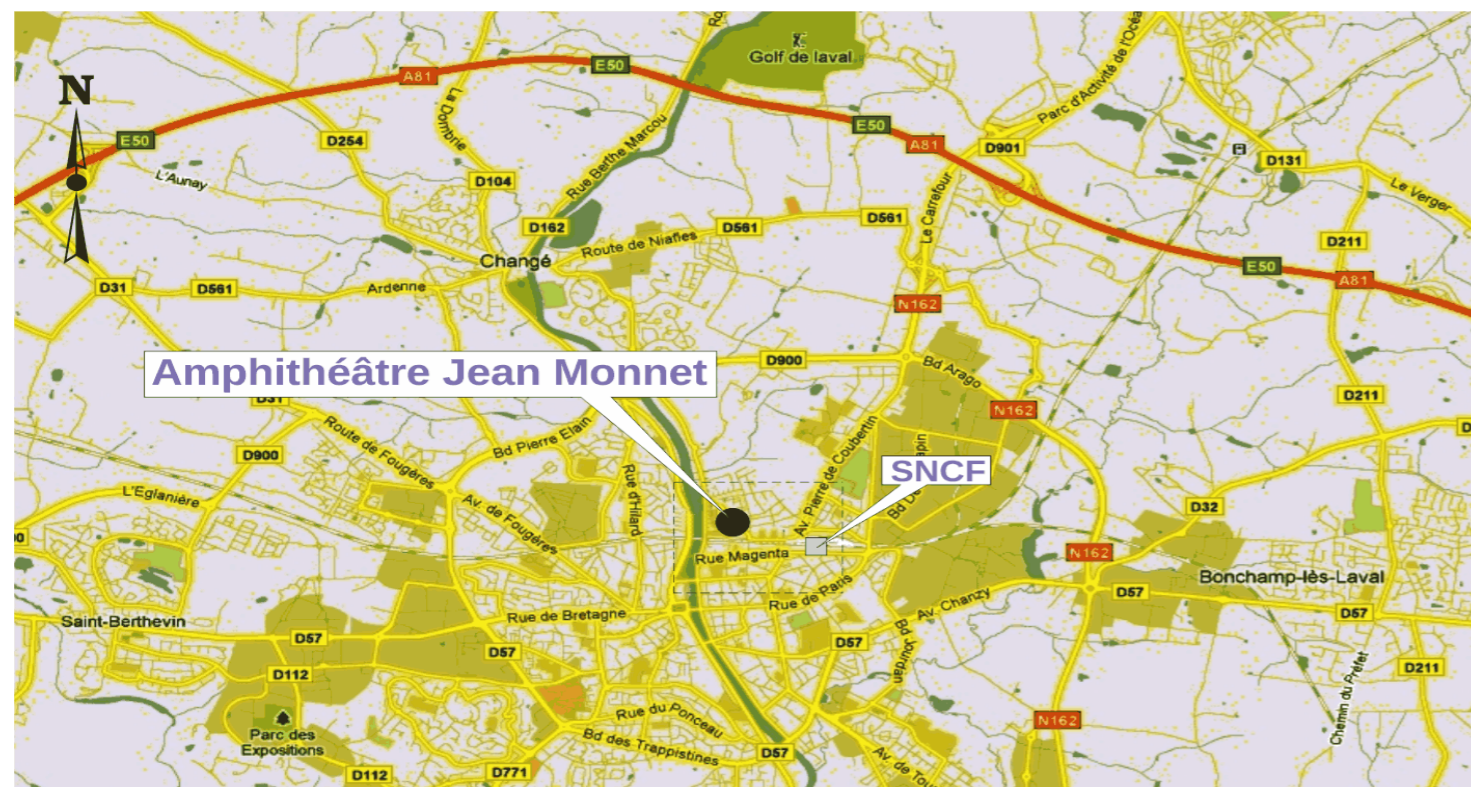 Golf de laval
E50
A81
N
E50
D254
La Dombrie
Rue Berthe Marcou
E50
A81
D901
Parc d'Activité de l'Océa
D131
Le Verger
L'Aunay
D104
D162
D561
D561
Le Carrefour
D211
Route de Niafles
Changé
E50
A81
D31
D561
Ardenne
N162
Amphithéâtre Jean Monnet
D900
Bd Arago
D31
N162
D211
Route de Fougères
Bd Pierre Elain
D900
Av. Pierre de Coubertin
SNCF
L'Eglanière
Av. de Fougères
Rue d'Hilard
D32
Rue Magenta
N162
Bonchamp-lès-Laval
Rue de Paris
Av. Chanzy
D57
D57
Saint-Berthevin
Rue de Bretagne
D57
D57
D57
Bd Jourdan
D112
D211
Chemin du Préfet
Rue du Ponceau
N162
Parc des
Expositions
Bd des Trappistines
D57
D112
D771